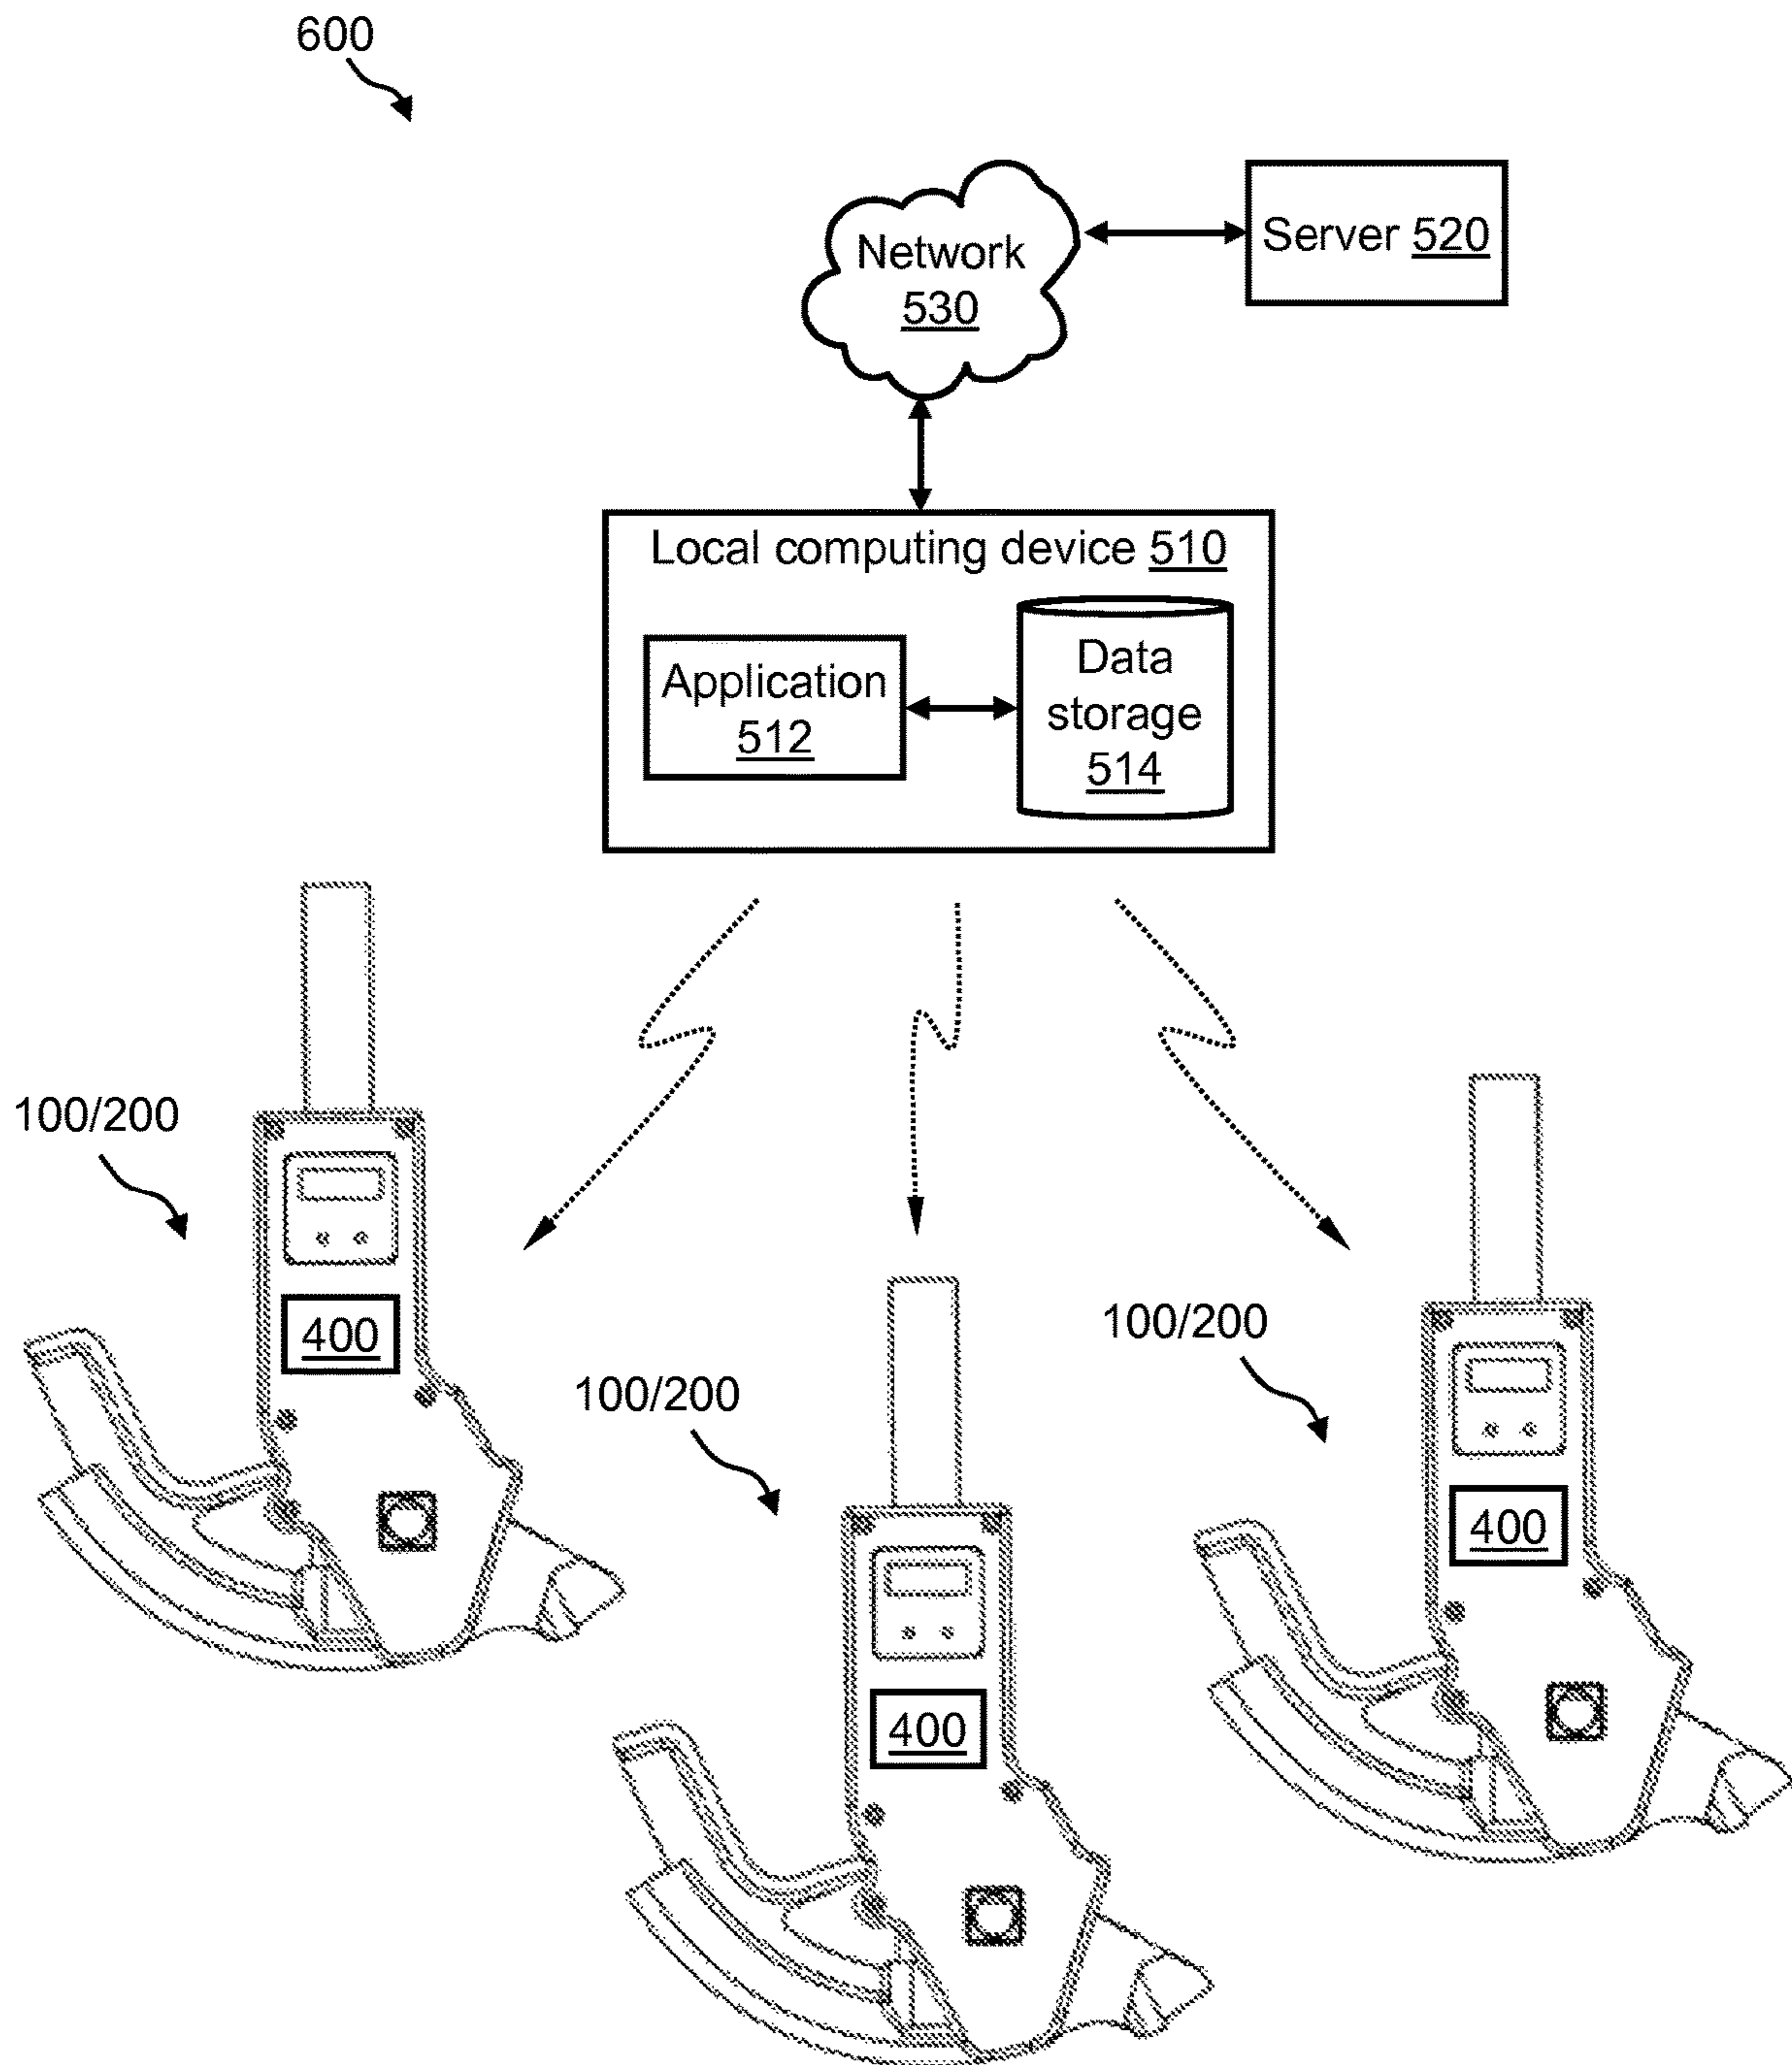 600
Network
530
Server 520
Local computing device 510
Application
512
Data
storage
514
100/200
400
100/200
400
100/200
400